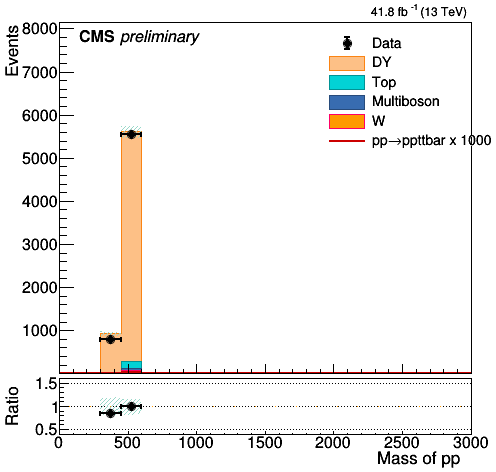 41.8 fb⁻¹ (13 TeV)
CMS preliminary
Events
8000
7000
6000
5000
4000
3000
2000
1000
Data
DY
Top
Multiboson
W
pp→ppttbar x 1000
Ratio
1.5
1
0.5
0 500 1000 1500 2000 2500 3000
Mass of pp